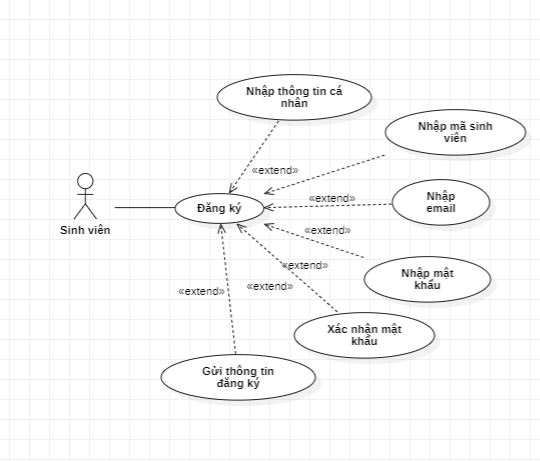 Nhập thông tin cá
nhân
Nhập mã sinh
viên
«extend»
«extend»
Nhập
email
Đăng ký
Sinh viên
«extend»
«extend»
Nhập mật
khẩu
«extend»
«extend»
Xác nhận mật
khẩu
Gửi thông tin
đăng ký